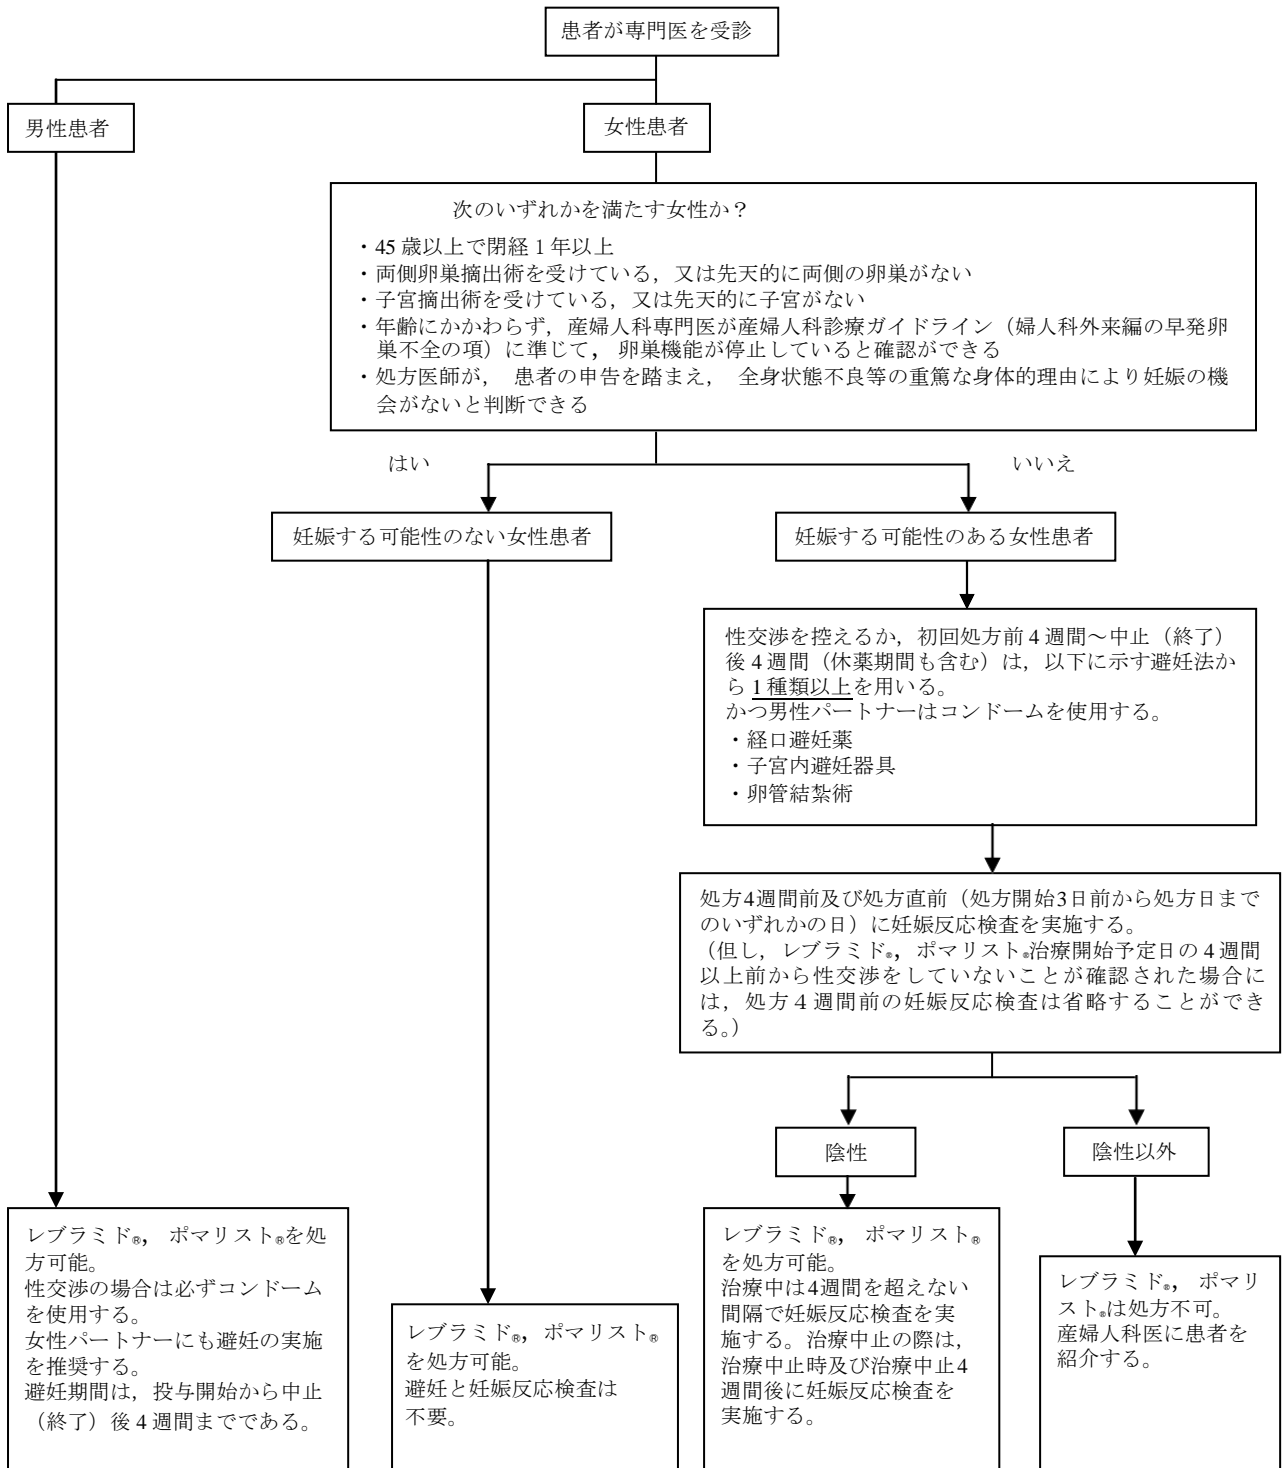 患者が専門医を受診
男性患者
女性患者
次のいずれかを満たす女性か？
・45 歳以上で閉経 1 年以上
・両側卵巣摘出術を受けている，又は先天的に両側の卵巣がない
・子宮摘出術を受けている，又は先天的に子宮がない
・年齢にかかわらず，産婦人科専門医が産婦人科診療ガイドライン（婦人科外来編の早発卵
巣不全の項）に準じて， 卵巣機能が停止していると確認ができる
・処方医師が， 患者の申告を踏まえ， 全身状態不良等の重篤な身体的理由により妊娠の機
会がないと判断できる
はい
いいえ
妊娠する可能性のない女性患者
妊娠する可能性のある女性患者
性交渉を控えるか，初回処方前 4 週間～中止（終了）
後 4 週間（休薬期間も含む）は，以下に示す避妊法か
ら 1 種類以上を用いる。
かつ男性パートナーはコンドームを使用する。
・経口避妊薬
・子宮内避妊器具
・卵管結紮術
処方4週間前及び処方直前（処方開始3日前から処方日まで
のいずれかの日）に妊娠反応検査を実施する。
（但し，レブラミド®，ポマリスト®治療開始予定日の 4 週間
以上前から性交渉をしていないことが確認された場合に
は，処方 4 週間前の妊娠反応検査は省略することができ
る。）
陰性
陰性以外
レブラミド®， ポマリスト®を処
方可能。
性交渉の場合は必ずコンドーム
を使用する。
女性パートナーにも避妊の実施
を推奨する。
避妊期間は，投与開始から中止
（終了）後 4 週間までである。
レブラミド®，ポマリスト®
を処方可能。
避妊と妊娠反応検査は
不要。
レブラミド®， ポマリスト®
を処方可能。
治療中は4週間を超えない
間隔で妊娠反応検査を実
施する。治療中止の際は，
治療中止時及び治療中止4
週間後に妊娠反応検査を
実施する。
レブラミド®， ポマリ
スト®は処方不可。
産婦人科医に患者を
紹介する。